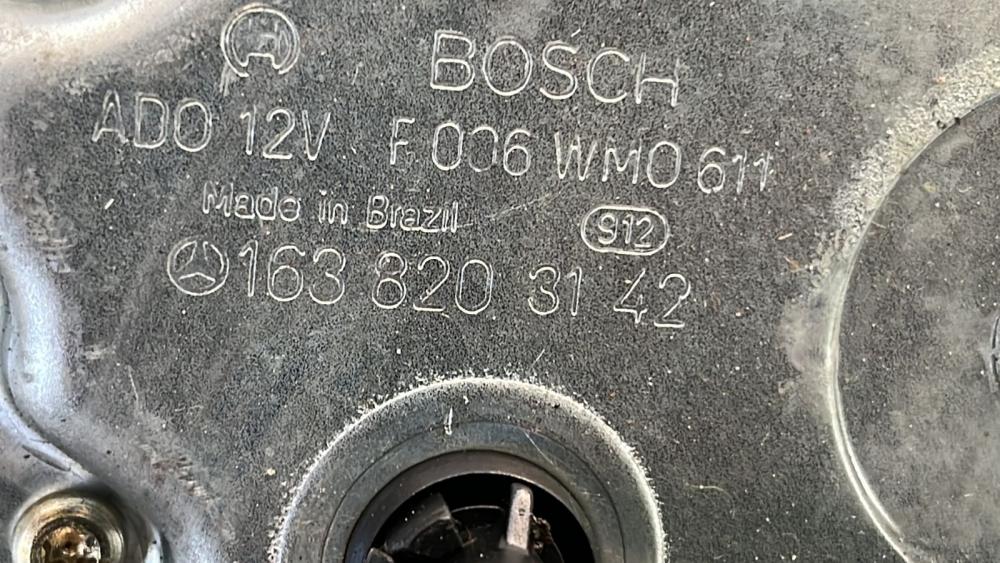 BOSCH
ADO 12V F 006 WM0 611
Made in Brazil 912
163 820 31 42